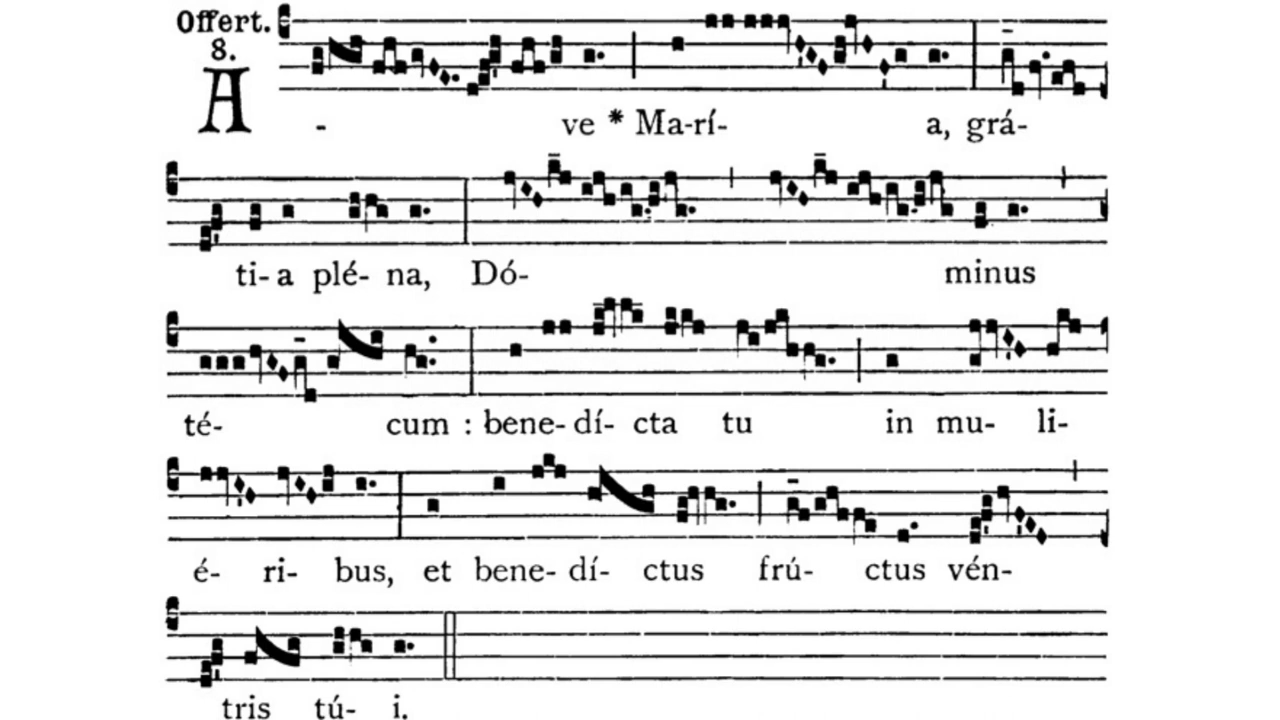 Offert.
8.
A - ve * Ma-rí- a, grá-
ti- a plé- na, Dó- minus
té- cum : bene- dí- cta tu in mu- li-
é- ri- bus, et bene- dí- ctus frú- ctus vén-
tris tú- i.